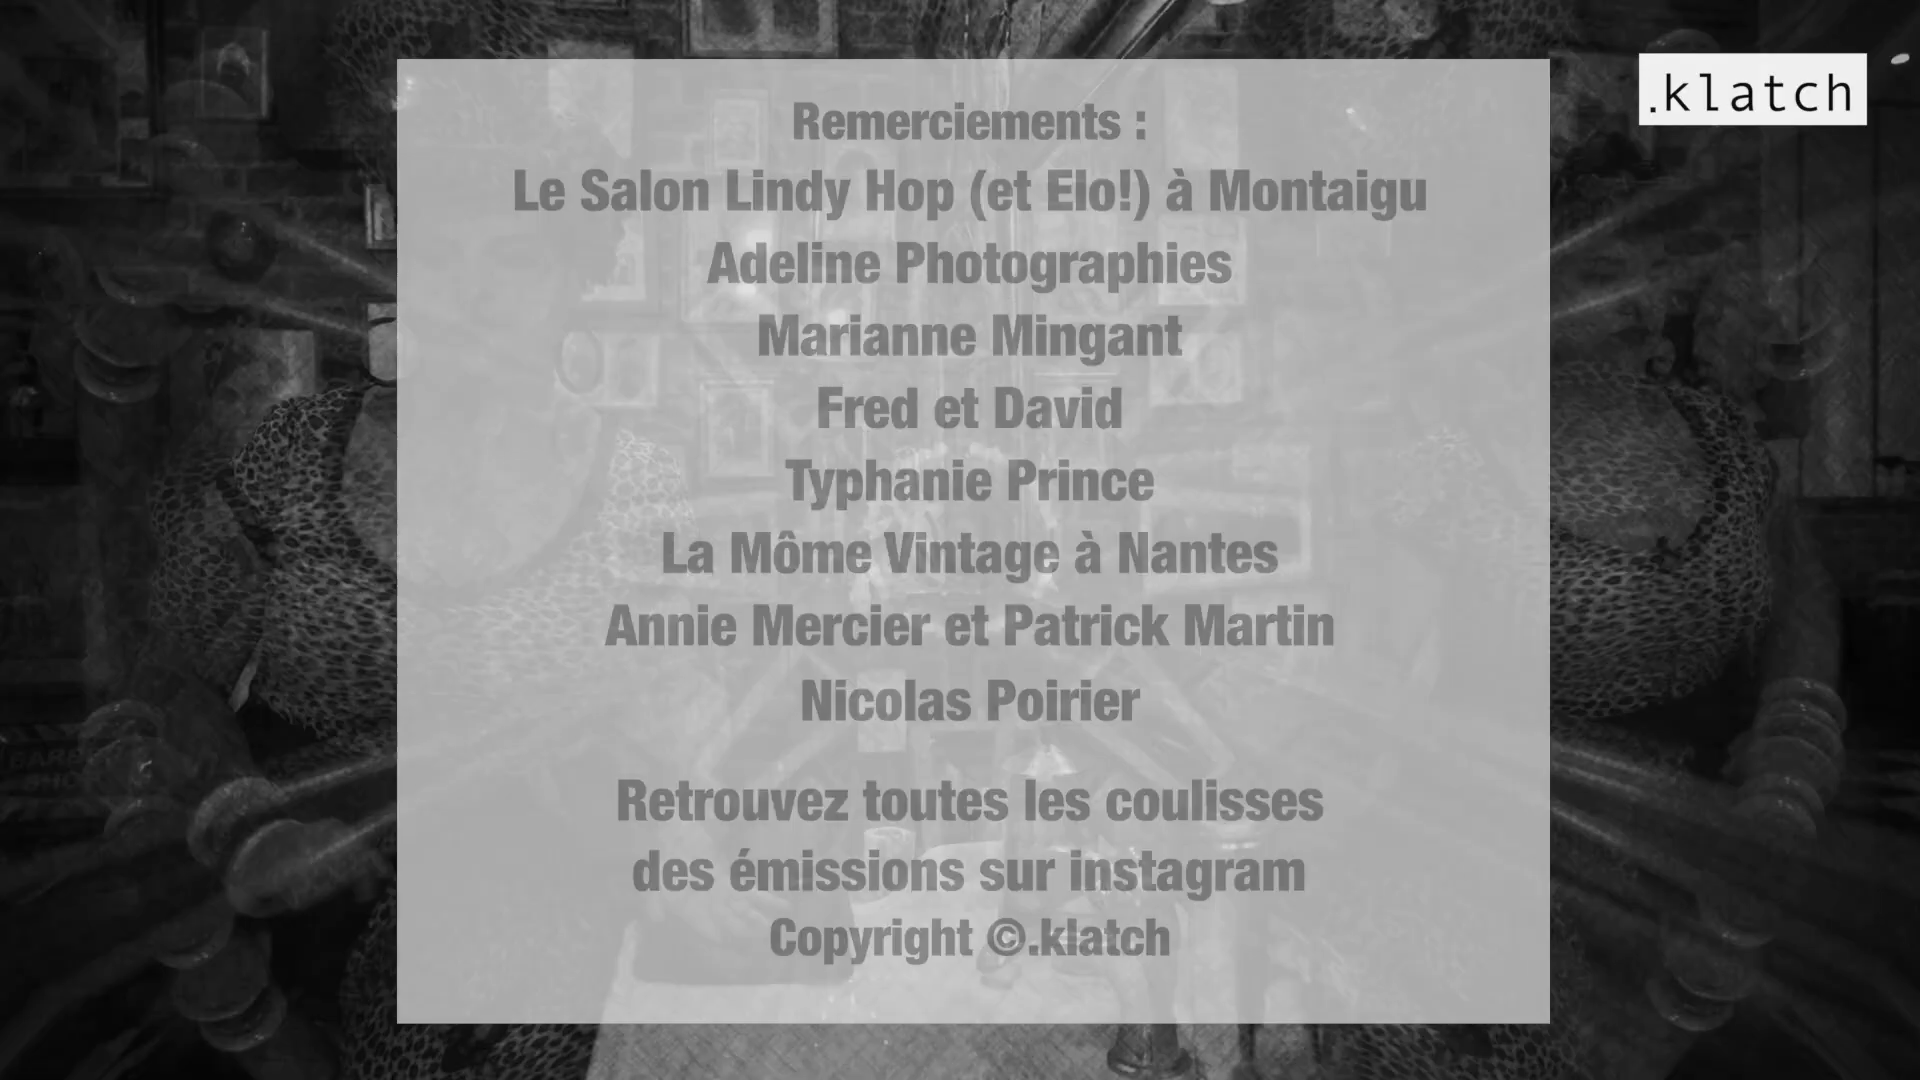 .klatch
Remerciements :
Le Salon Lindy Hop (et Elo!) à Montaigu
Adeline Photographies
Marianne Mingant
Fred et David
Typhanie Prince
La Môme Vintage à Nantes
Annie Mercier et Patrick Martin
Nicolas Poirier
Retrouvez toutes les coulisses
des émissions sur instagram
Copyright ©.klatch